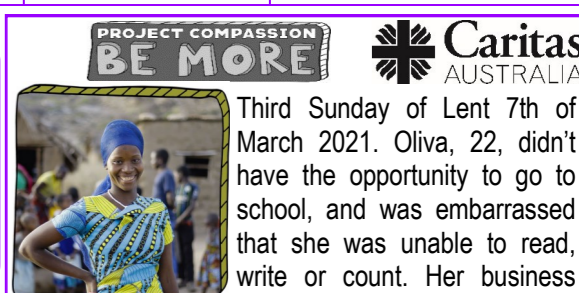 PROJECT COMPASSION
BE MORE
Caritas
AUSTRALIA
Third Sunday of Lent 7th of
March 2021. Oliva, 22, didn’t
have the opportunity to go to
school, and was embarrassed
that she was unable to read,
write or count. Her business